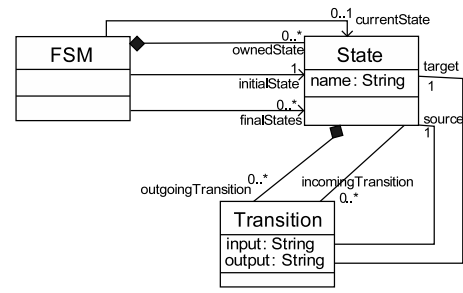 0..1 currentState
FSM
0..*
ownedState
State
target
1
initialState
name: String
1
0..*
finalStates
source
1
0..*
outgoingTransition
incomingTransition
0..*
Transition
input: String
output: String